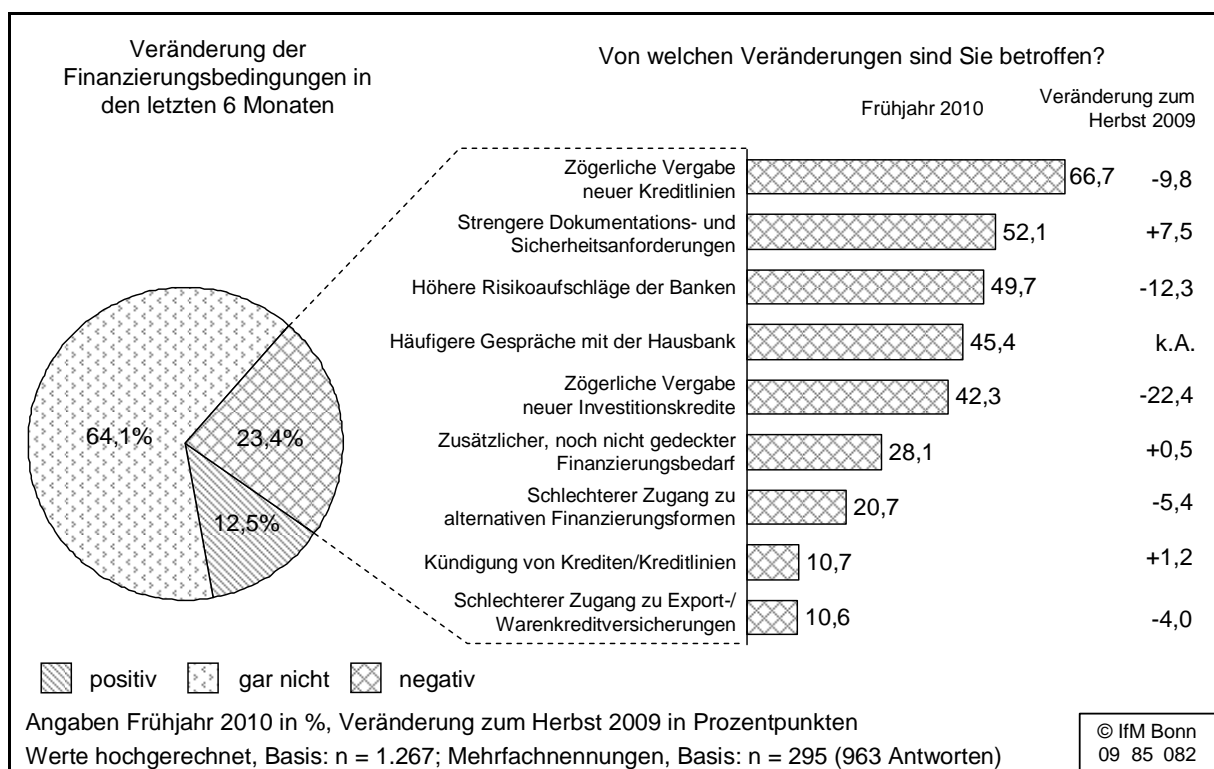 Veränderung der
Finanzierungsbedingungen in
den letzten 6 Monaten
Von welchen Veränderungen sind Sie betroffen?
Frühjahr 2010
Veränderung zum
Herbst 2009
Zögerliche Vergabe
neuer Kreditlinien
66,7
-9,8
Strengere Dokumentations- und
Sicherheitsanforderungen
52,1
+7,5
Höhere Risikoaufschläge der Banken
49,7
-12,3
Häufigere Gespräche mit der Hausbank
45,4
k.A.
Zögerliche Vergabe
neuer Investitionskredite
42,3
-22,4
Zusätzlicher, noch nicht gedeckter
Finanzierungsbedarf
28,1
+0,5
Schlechterer Zugang zu
alternativen Finanzierungsformen
20,7
-5,4
Kündigung von Krediten/Kreditlinien
10,7
+1,2
Schlechterer Zugang zu Export-/
Warenkreditversicherungen
10,6
-4,0
64,1%
23,4%
12,5%
positiv
gar nicht
negativ
Angaben Frühjahr 2010 in %, Veränderung zum Herbst 2009 in Prozentpunkten
Werte hochgerechnet, Basis: n = 1.267; Mehrfachnennungen, Basis: n = 295 (963 Antworten)
© IfM Bonn
09 85 082